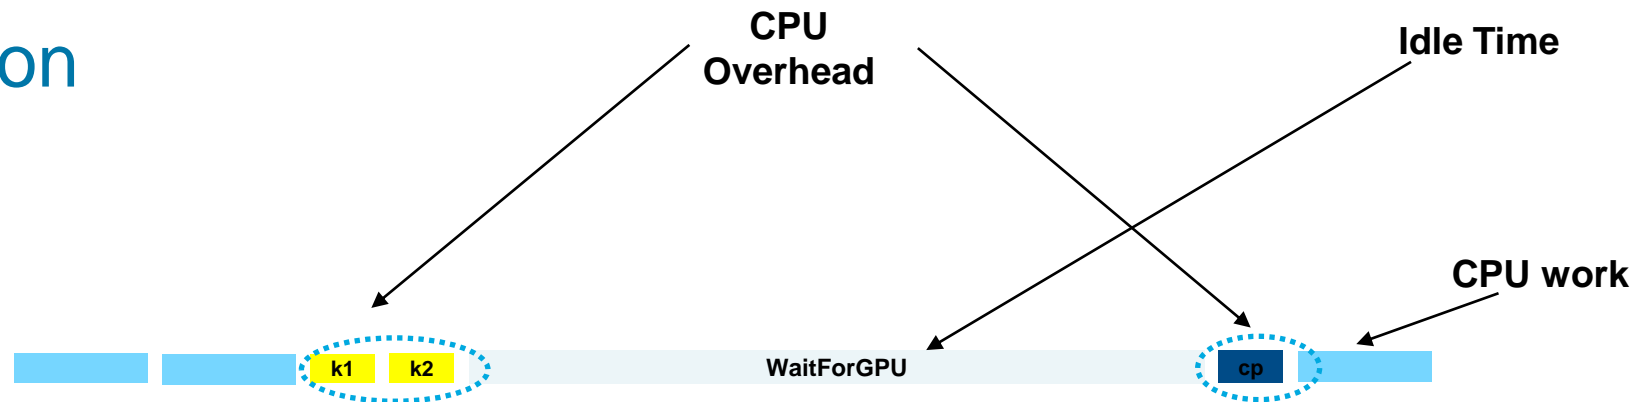 on
CPU
Overhead
Idle Time
CPU work
k1
k2
WaitForGPU
cp